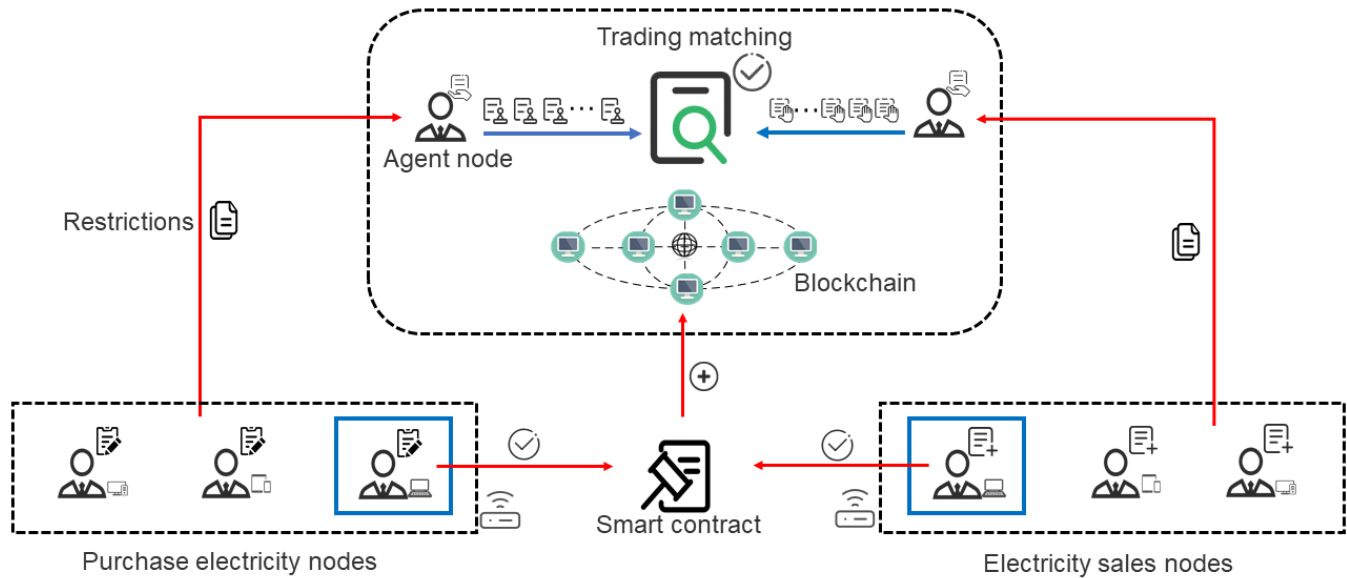 Trading matching
Agent node
Restrictions
Blockchain
Smart contract
Purchase electricity nodes
Electricity sales nodes